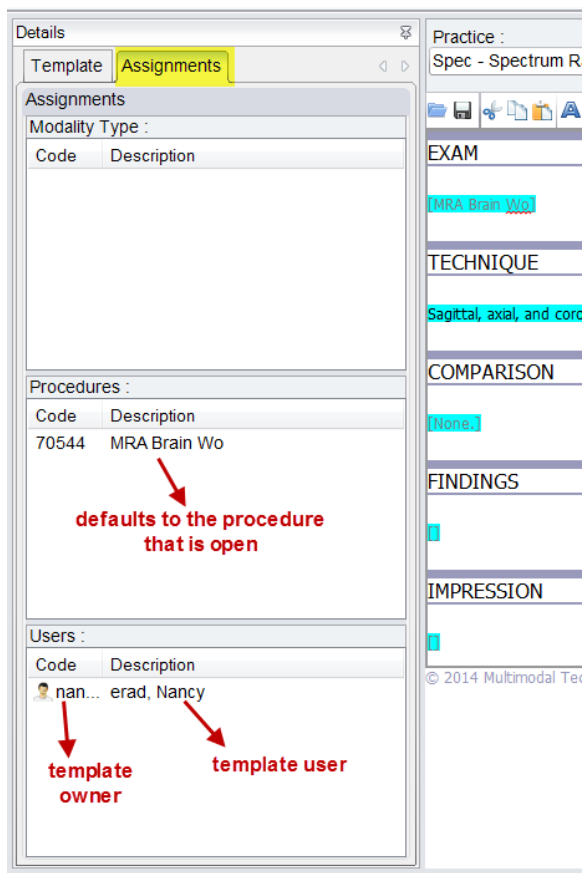 Details
Template
Assignments
Assignments
Modality Type :
Code Description
Procedures :
Code Description
70544 MRA Brain Wo
defaults to the procedure
that is open
Users :
Code Description
nan... erad, Nancy
template
owner
template user
Practice :
Spec - Spectrum
EXAM
[MRA Brain Wo]
TECHNIQUE
Sagittal, axial, and
COMPARISON
[None.]
FINDINGS
[]
IMPRESSION
[]
© 2014 Multimodal